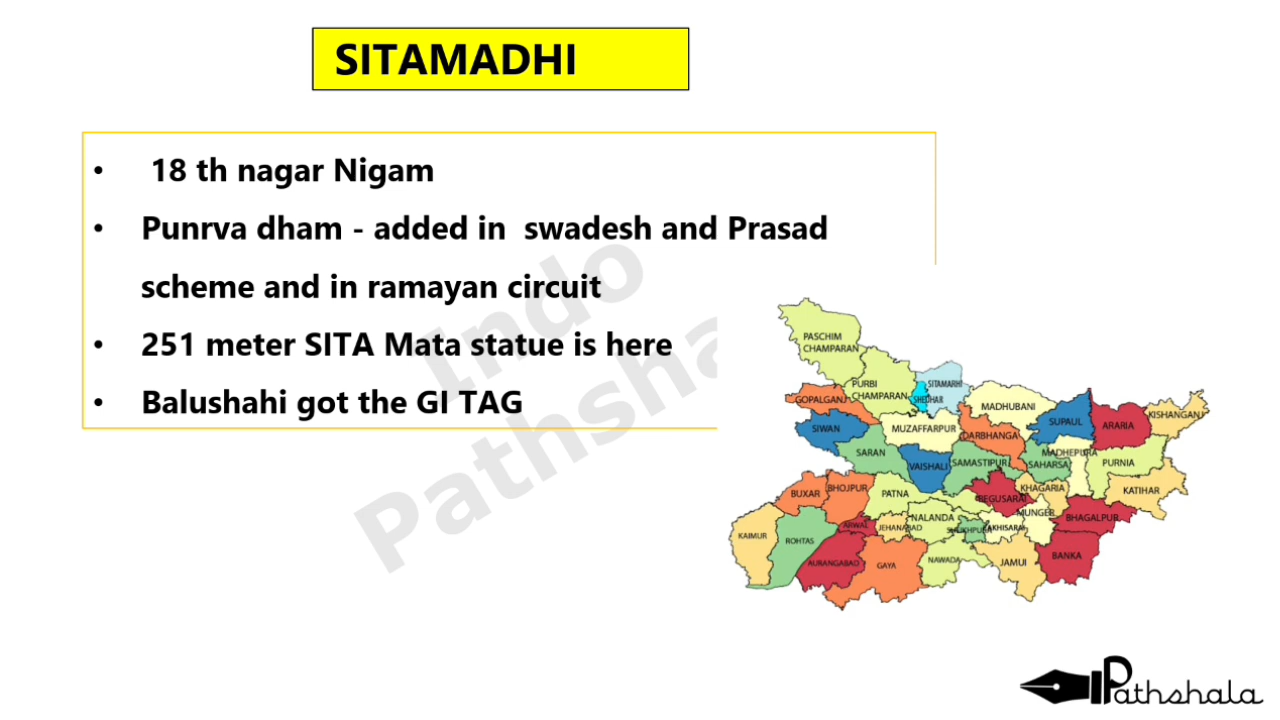 SITAMADHI
• 18 th nagar Nigam
• Punrva dham - added in swadesh and Prasad
scheme and in ramayan circuit
• 251 meter SITA Mata statue is here
• Balushahi got the GI TAG
Indo
Pathsha
PASCHIM
CHAMPARAN
PURBI
CHAMPARAN
SITAMARHI
SHEOHAR
GOPALGANJ
MADHUBANI
KISHANGANJ
SIWAN
MUZAFFARPUR
DARBHANGA
SUPAUL
ARARIA
SARAN
VAISHALI
SAMASTIPUR
SAHARSA
MADHEPURA
PURNIA
BUXAR
BHOJPUR
PATNA
BEGUSARAI
KHAGARIA
KATIHAR
KAIMUR
ROHTAS
ARWAL
JEHANABAD
NALANDA
SHEIKHPURA
LAKHISARAI
MUNGER
BHAGALPUR
AURANGABAD
GAYA
NAWADA
JAMUI
BANKA
Pathshala